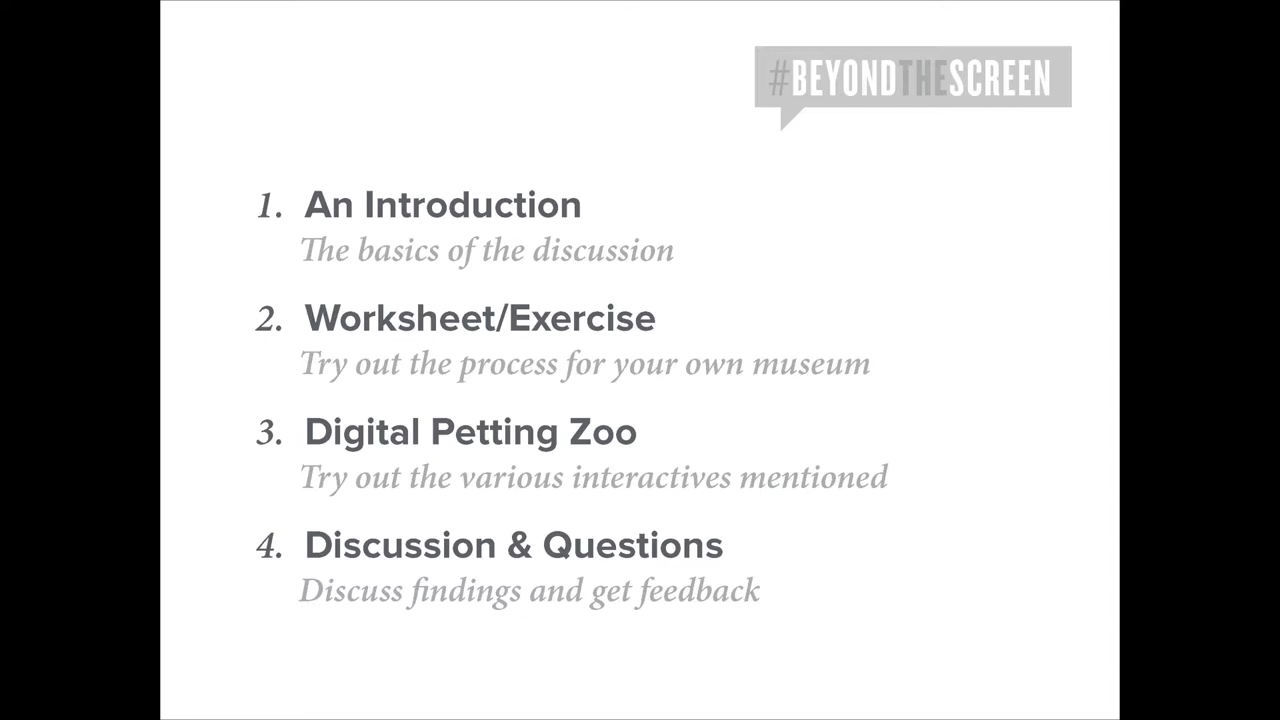 #BEYONDTHESCREEN
1. An Introduction
The basics of the discussion
2. Worksheet/Exercise
Try out the process for your own museum
3. Digital Petting Zoo
Try out the various interactives mentioned
4. Discussion & Questions
Discuss findings and get feedback